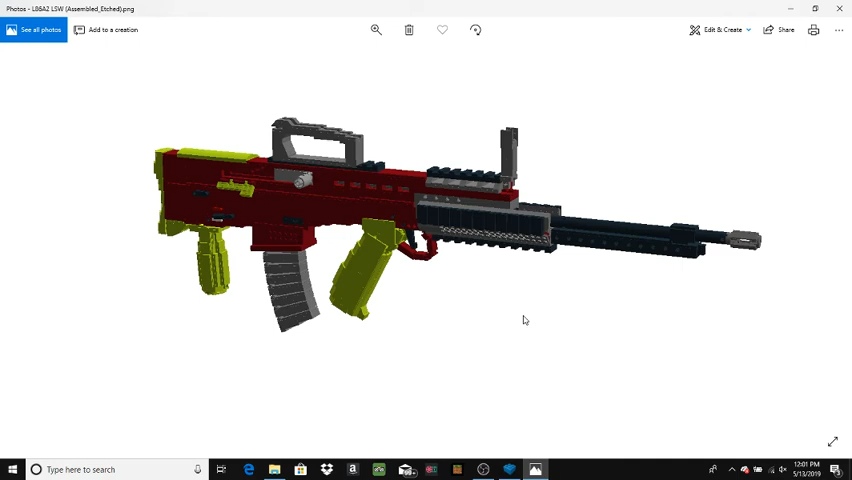 Photos - L86A2 LSW (Assembled_Etched).png
See all photos
Add to a creation
Edit & Create
Share
Type here to search
12:01 PM
5/13/2019